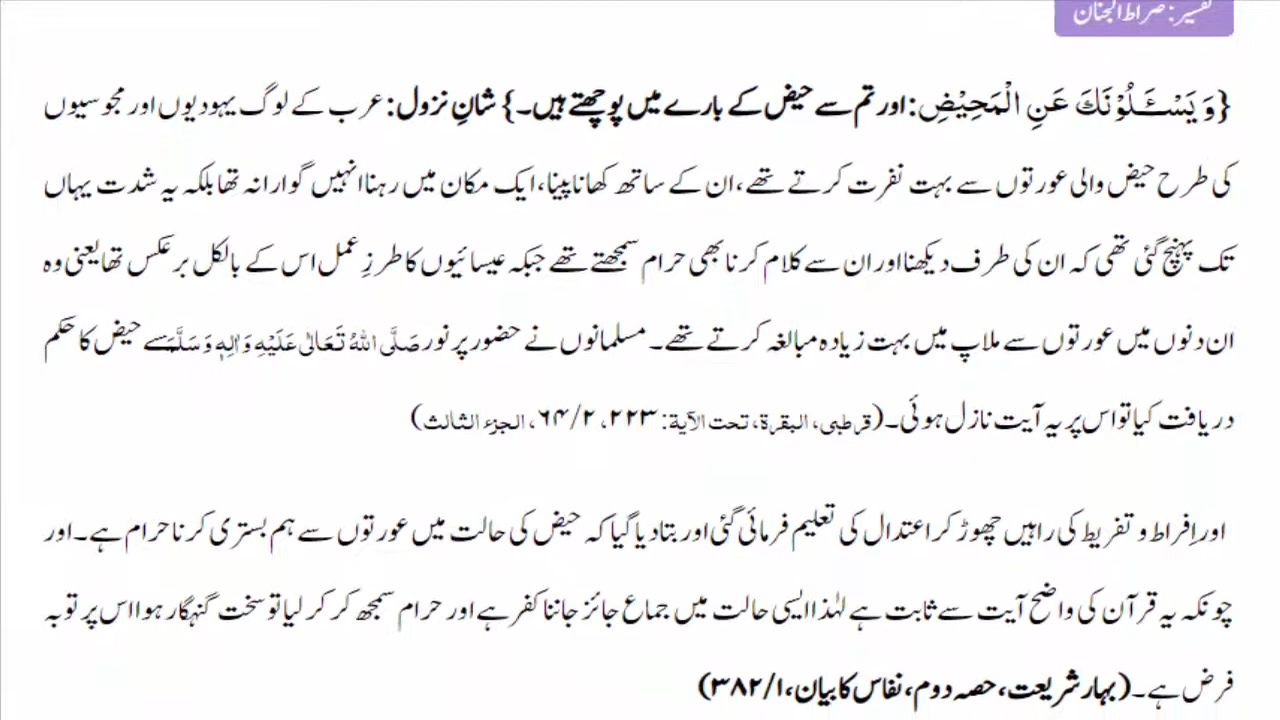 تفسیر: صراط الجنان
{وَ یَسْــٴَـلُوْنَكَ عَنِ الْمَحِیْضِ: اور تم سے حیض کے بارے میں پوچھتے ہیں۔} شانِ نزول: عرب کے لوگ یہودیوں اور مجوسیوں
کی طرح حیض والی عورتوں سے بہت نفرت کرتے تھے، ان کے ساتھ کھانا پینا، ایک مکان میں رہنا انہیں گوارا نہ تھا بلکہ یہ شدت یہاں
تک پہنچ گئی تھی کہ ان کی طرف دیکھنا اور ان سے کلام کرنا بھی حرام سمجھتے تھے جبکہ عیسائیوں کا طرزِ عمل اس کے بالکل برعکس تھا یعنی وہ
ان دنوں میں عورتوں سے ملاپ میں بہت زیادہ مبالغہ کرتے تھے۔ مسلمانوں نے حضور پر نور صَلَّى اللهُ تَعَالٰى عَلَيْهِ وَاٰلِهٖ وَسَلَّمَ سے حیض کا حکم
دریافت کیا تو اس پر یہ آیت نازل ہوئی۔ (قرطبی، البقرة، تحت الآیة: ۲۲۳، ۲/۶۴، الجزء الثالث)
اور اِفراط و تفریط کی راہیں چھوڑ کر اعتدال کی تعلیم فرمائی گئی اور بتادیا گیا کہ حیض کی حالت میں عورتوں سے ہم بستری کرنا حرام ہے۔ اور
چونکہ یہ قرآن کی واضح آیت سے ثابت ہے لہٰذا ایسی حالت میں جماع جائز جاننا کفر ہے اور حرام سمجھ کر کر لیا تو سخت گنہگار ہوا اس پر توبہ
فرض ہے۔ (بہار شریعت، حصہ دوم، نفاس کا بیان، ۱/۳۸۲)